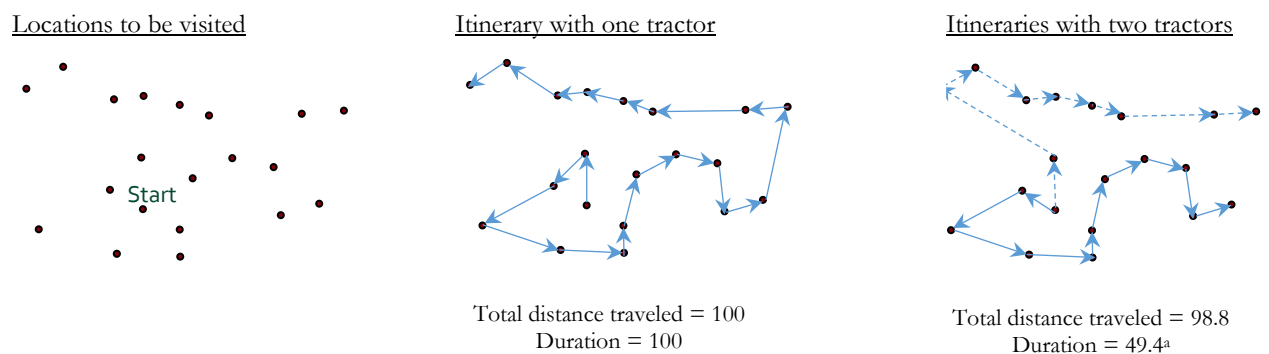 Locations to be visited
Start
Itinerary with one tractor
Total distance traveled = 100
Duration = 100
Itineraries with two tractors
Total distance traveled = 98.8
Duration = 49.4ᵃ